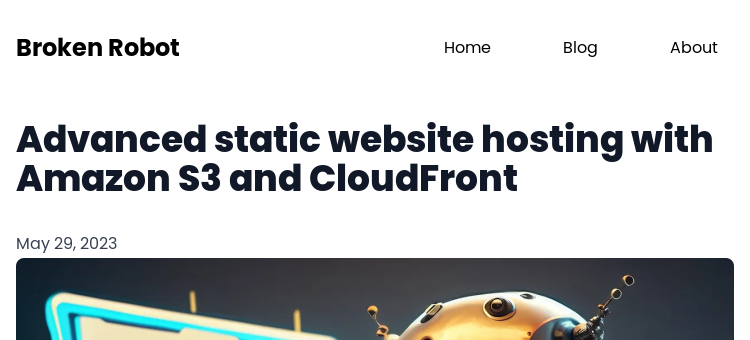 Broken Robot
Home Blog About
Advanced static website hosting with
Amazon S3 and CloudFront
May 29, 2023